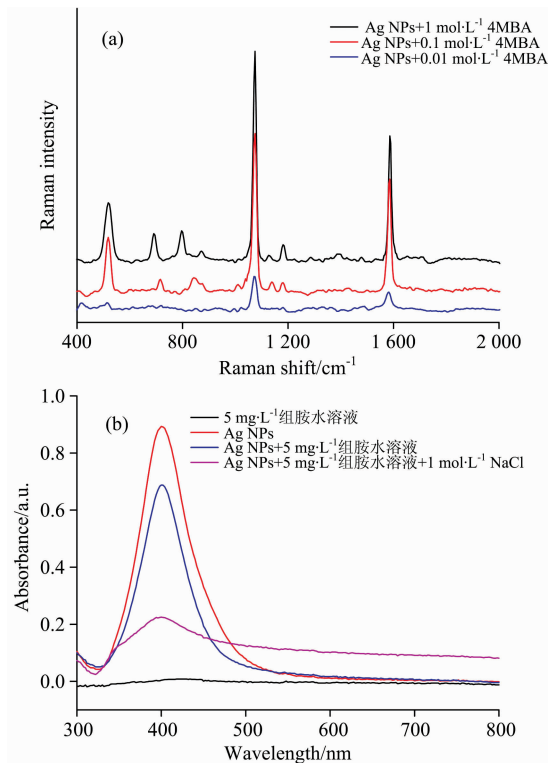 (a)
Ag NPs+1 mol·L⁻¹ 4MBA
Ag NPs+0.1 mol·L⁻¹ 4MBA
Ag NPs+0.01 mol·L⁻¹ 4MBA
Raman intensity
400 800 1 200 1 600 2 000
Raman shift/cm⁻¹
(b)
5 mg·L⁻¹组胺水溶液
Ag NPs
Ag NPs+5 mg·L⁻¹组胺水溶液
Ag NPs+5 mg·L⁻¹组胺水溶液+1 mol·L⁻¹ NaCl
Absorbance/a.u.
1.0
0.8
0.6
0.4
0.2
0.0
300 400 500 600 700 800
Wavelength/nm